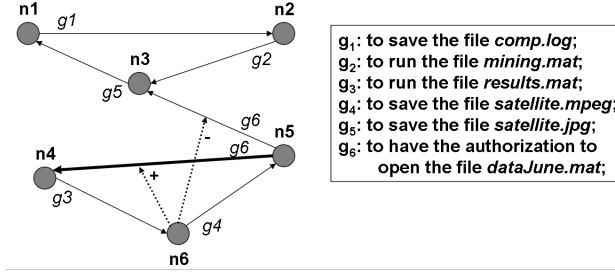 n1
g1
n2
n3
g2
g5
g6
n5
-
n4
g6
+
g3
g4
n6
g₁: to save the file comp.log;
g₂: to run the file mining.mat;
g₃: to run the file results.mat;
g₄: to save the file satellite.mpeg;
g₅: to save the file satellite.jpg;
g₆: to have the authorization to
open the file dataJune.mat;